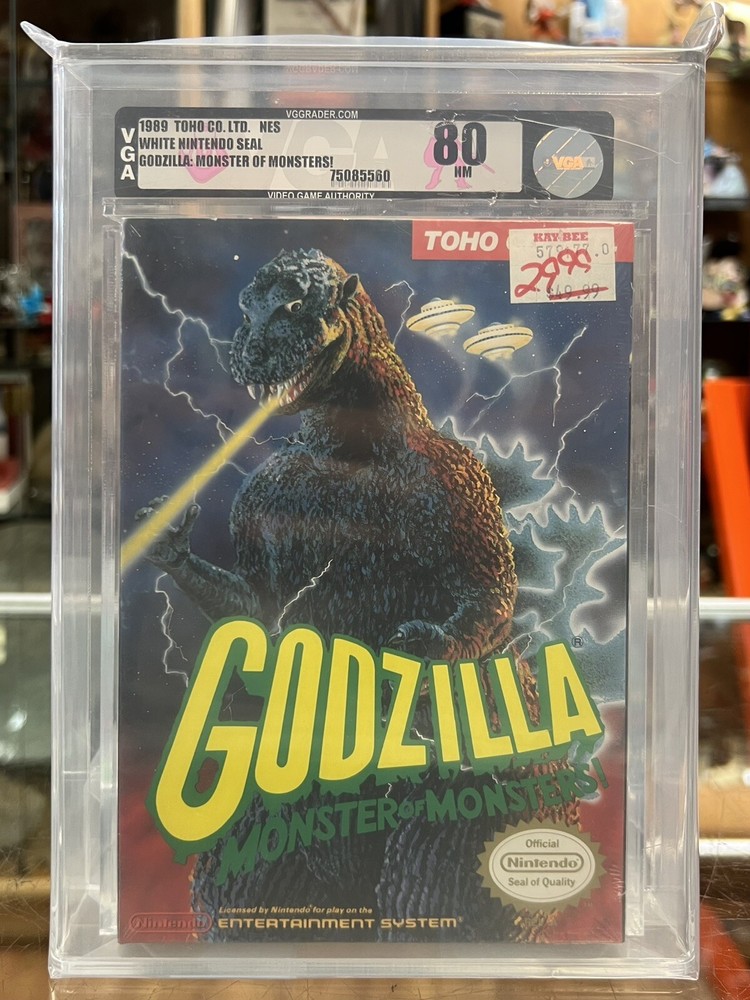 VGGRADER.COM
VGA
1989 TOHO CO. LTD. NES
WHITE NINTENDO SEAL
GODZILLA: MONSTER OF MONSTERS!
75085560
80
NM
VGA
VIDEO GAME AUTHORITY
TOHO
KAY·BEE
2999
$49.99
GODZILLA®
MONSTER OF MONSTERS!
Official
Nintendo®
Seal of Quality
Licensed by Nintendo® for play on the
Nintendo
ENTERTAINMENT SYSTEM®